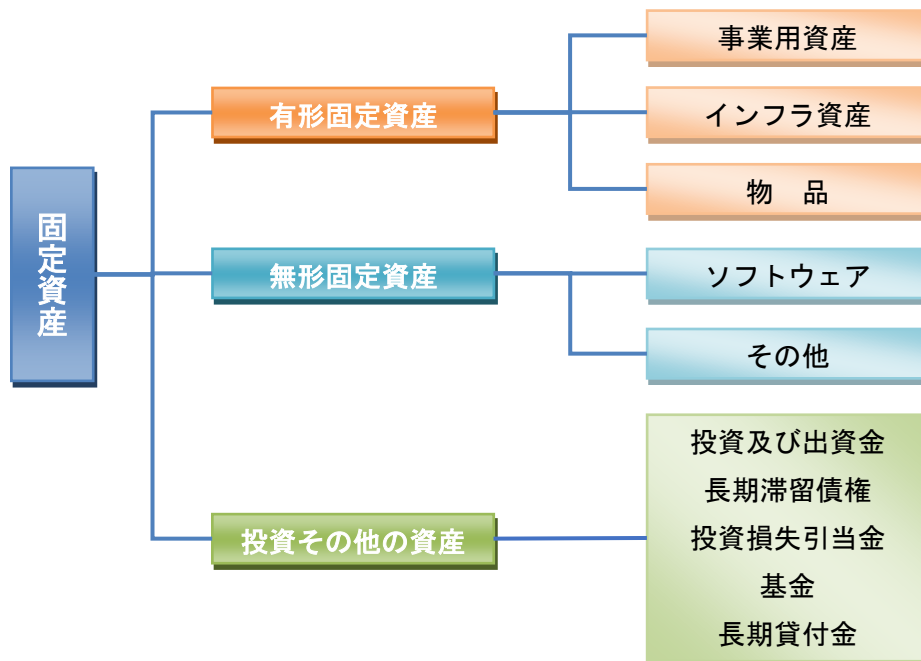 固定資産
有形固定資産
事業用資産
インフラ資産
物　品
無形固定資産
ソフトウェア
その他
投資その他の資産
投資及び出資金
長期滞留債権
投資損失引当金
基金
長期貸付金